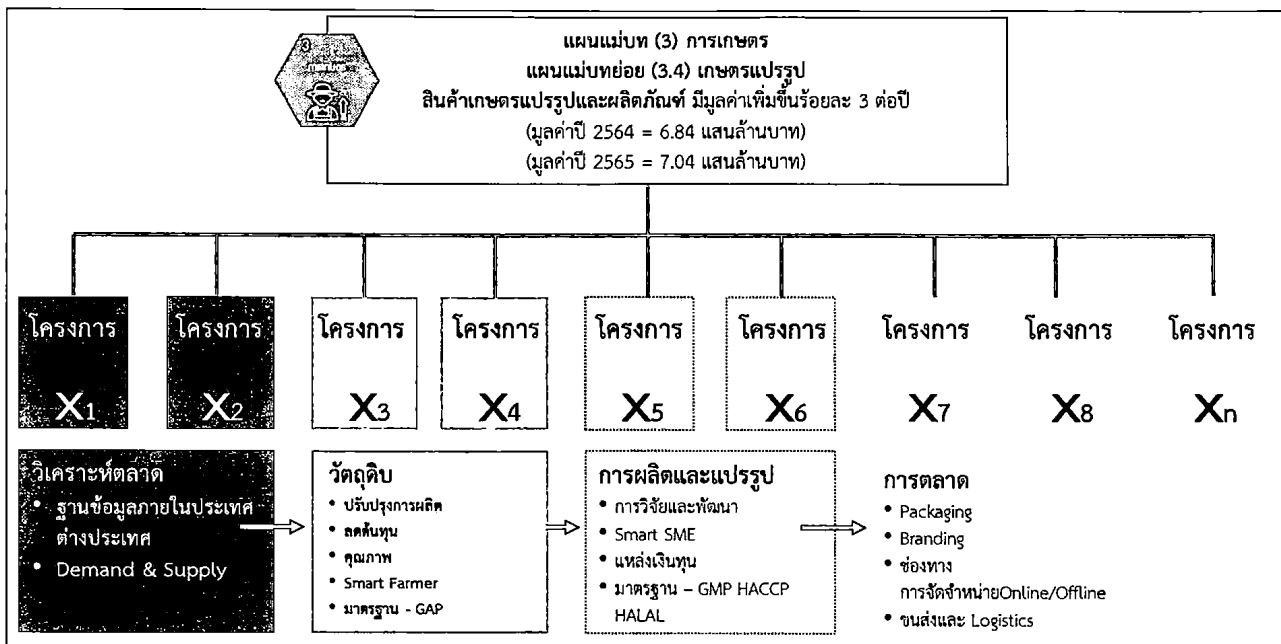 3
แผนแม่บท (3) การเกษตร
แผนแม่บทย่อย (3.4) เกษตรแปรรูป
สินค้าเกษตรแปรรูปและผลิตภัณฑ์ มีมูลค่าเพิ่มขึ้นร้อยละ 3 ต่อปี
(มูลค่าปี 2564 = 6.84 แสนล้านบาท)
(มูลค่าปี 2565 = 7.04 แสนล้านบาท)
โครงการ
X1
โครงการ
X2
โครงการ
X3
โครงการ
X4
โครงการ
X5
โครงการ
X6
โครงการ
X7
โครงการ
X8
โครงการ
Xn
วิเคราะห์ตลาด
• ฐานข้อมูลภายในประเทศ
ต่างประเทศ
• Demand & Supply
วัตถุดิบ
• ปรับปรุงการผลิต
• ลดต้นทุน
• คุณภาพ
• Smart Farmer
• มาตรฐาน - GAP
การผลิตและแปรรูป
• การวิจัยและพัฒนา
• Smart SME
• แหล่งเงินทุน
• มาตรฐาน – GMP HACCP
HALAL
การตลาด
• Packaging
• Branding
• ช่องทาง
การจัดจำหน่ายOnline/Offline
• ขนส่งและ Logistics